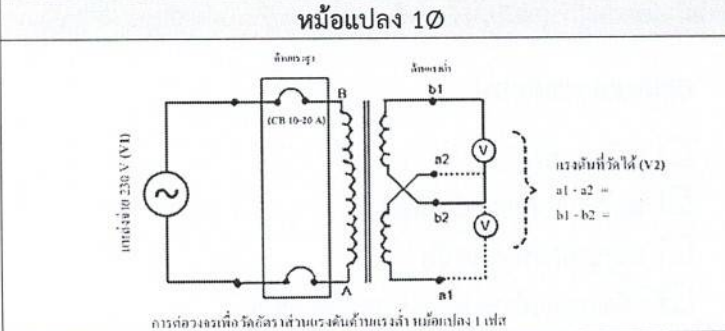 หม้อแปลง 1Ø
ด้านแรงสูง
ด้านแรงต่ำ
b1
B
(CB 10-20 A)
V
a2
แหล่งจ่าย 230 V (V1)
แรงดันที่วัดได้ (V2)
a1 - a2 =
b1 - b2 =
b2
V
A
a1
การต่อวงจรเพื่อวัดอัตราส่วนแรงดันด้านแรงต่ำ หม้อแปลง 1 เฟส